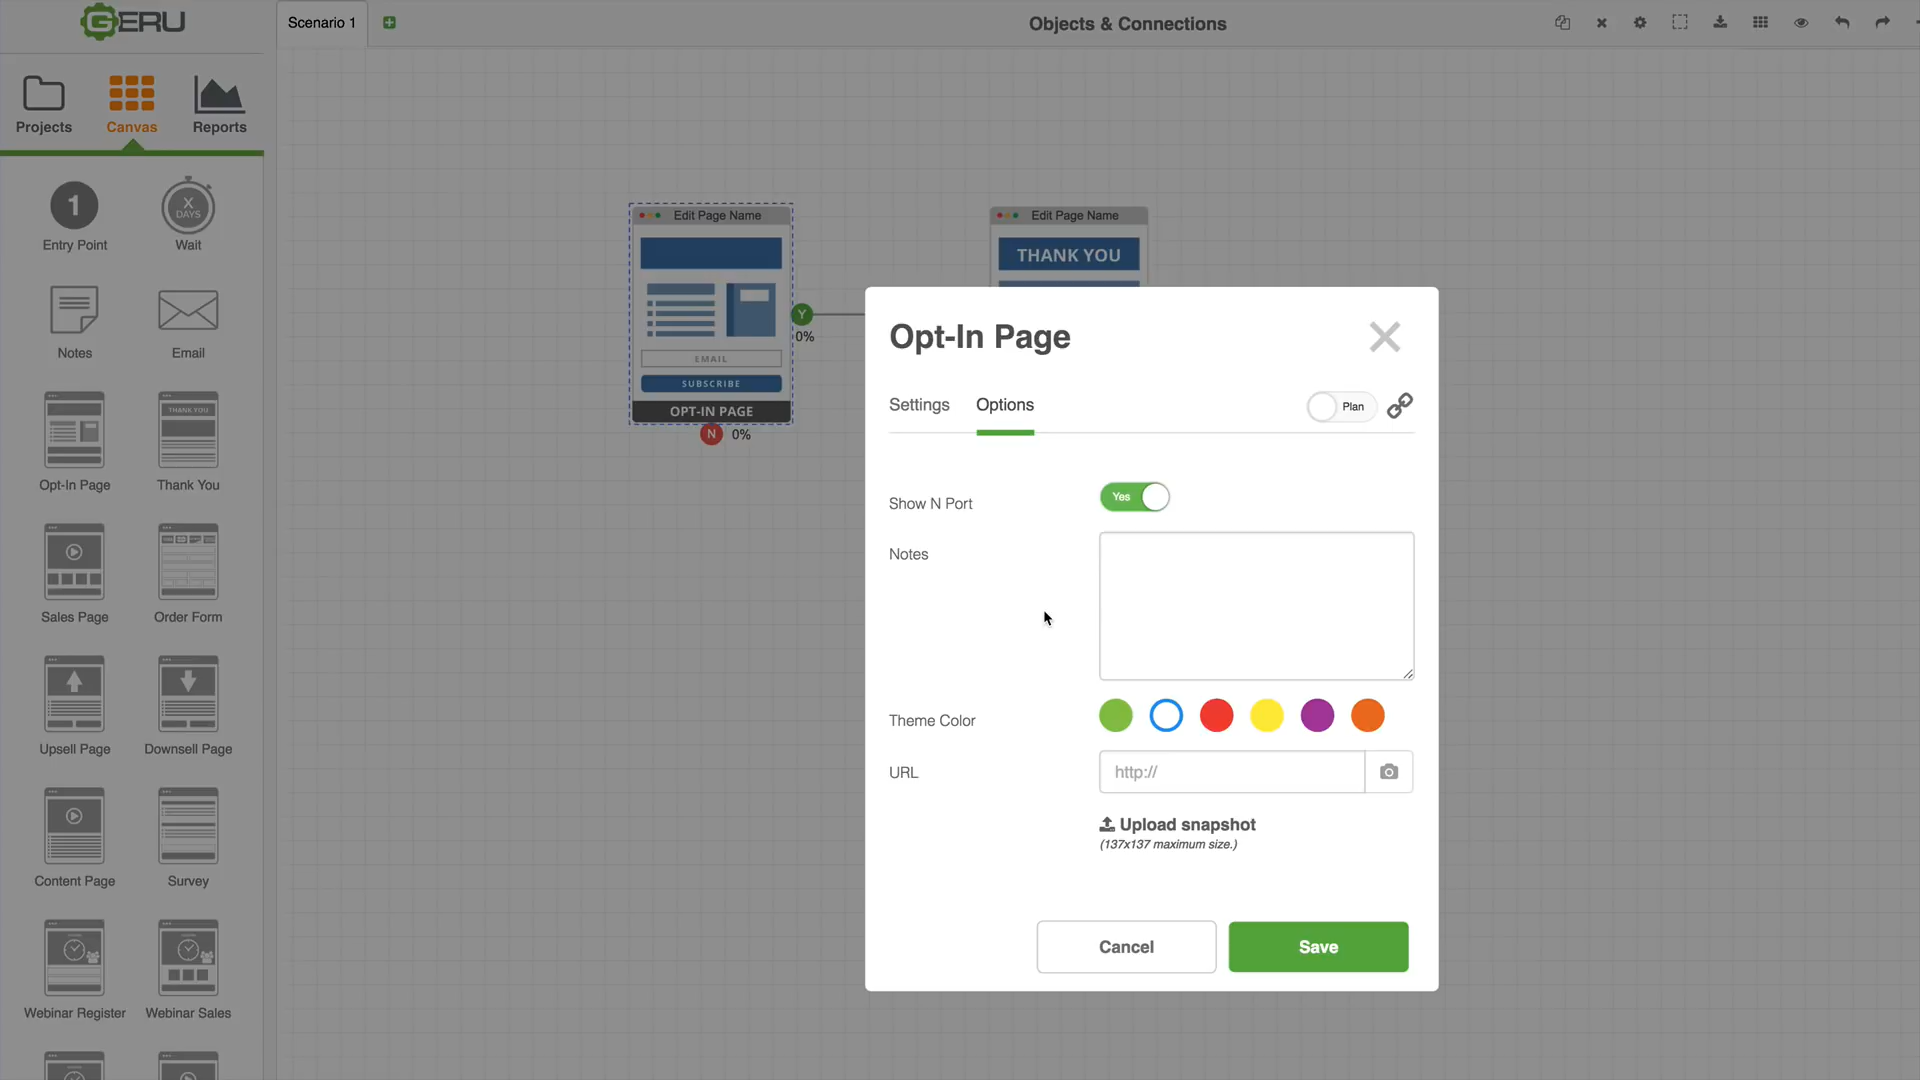 GERU
Scenario 1
Objects & Connections
Projects
Canvas
Reports
1
Entry Point
X
DAYS
Wait
Notes
Email
Opt-In Page
THANK YOU
Thank You
Sales Page
Order Form
Upsell Page
Downsell Page
Content Page
Survey
Webinar Register
Webinar Sales
Edit Page Name
EMAIL
SUBSCRIBE
OPT-IN PAGE
Y
0%
N
0%
Edit Page Name
THANK YOU
Opt-In Page
Settings
Options
Plan
Show N Port
Yes
Notes
Theme Color
URL
http://
Upload snapshot
(137x137 maximum size.)
Cancel
Save